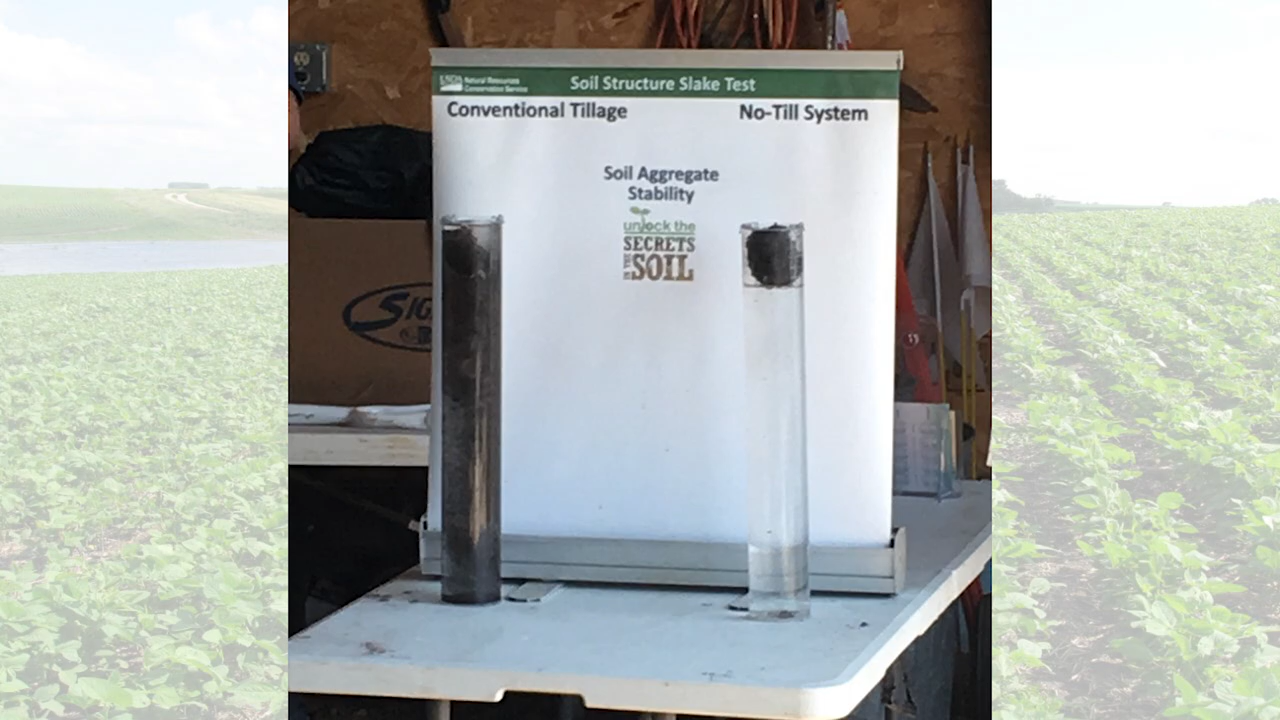 USDA
Natural Resources
Conservation Service
Soil Structure Slake Test
Conventional Tillage
No-Till System
Soil Aggregate
Stability
unlock the
SECRETS
IN THE
SOIL